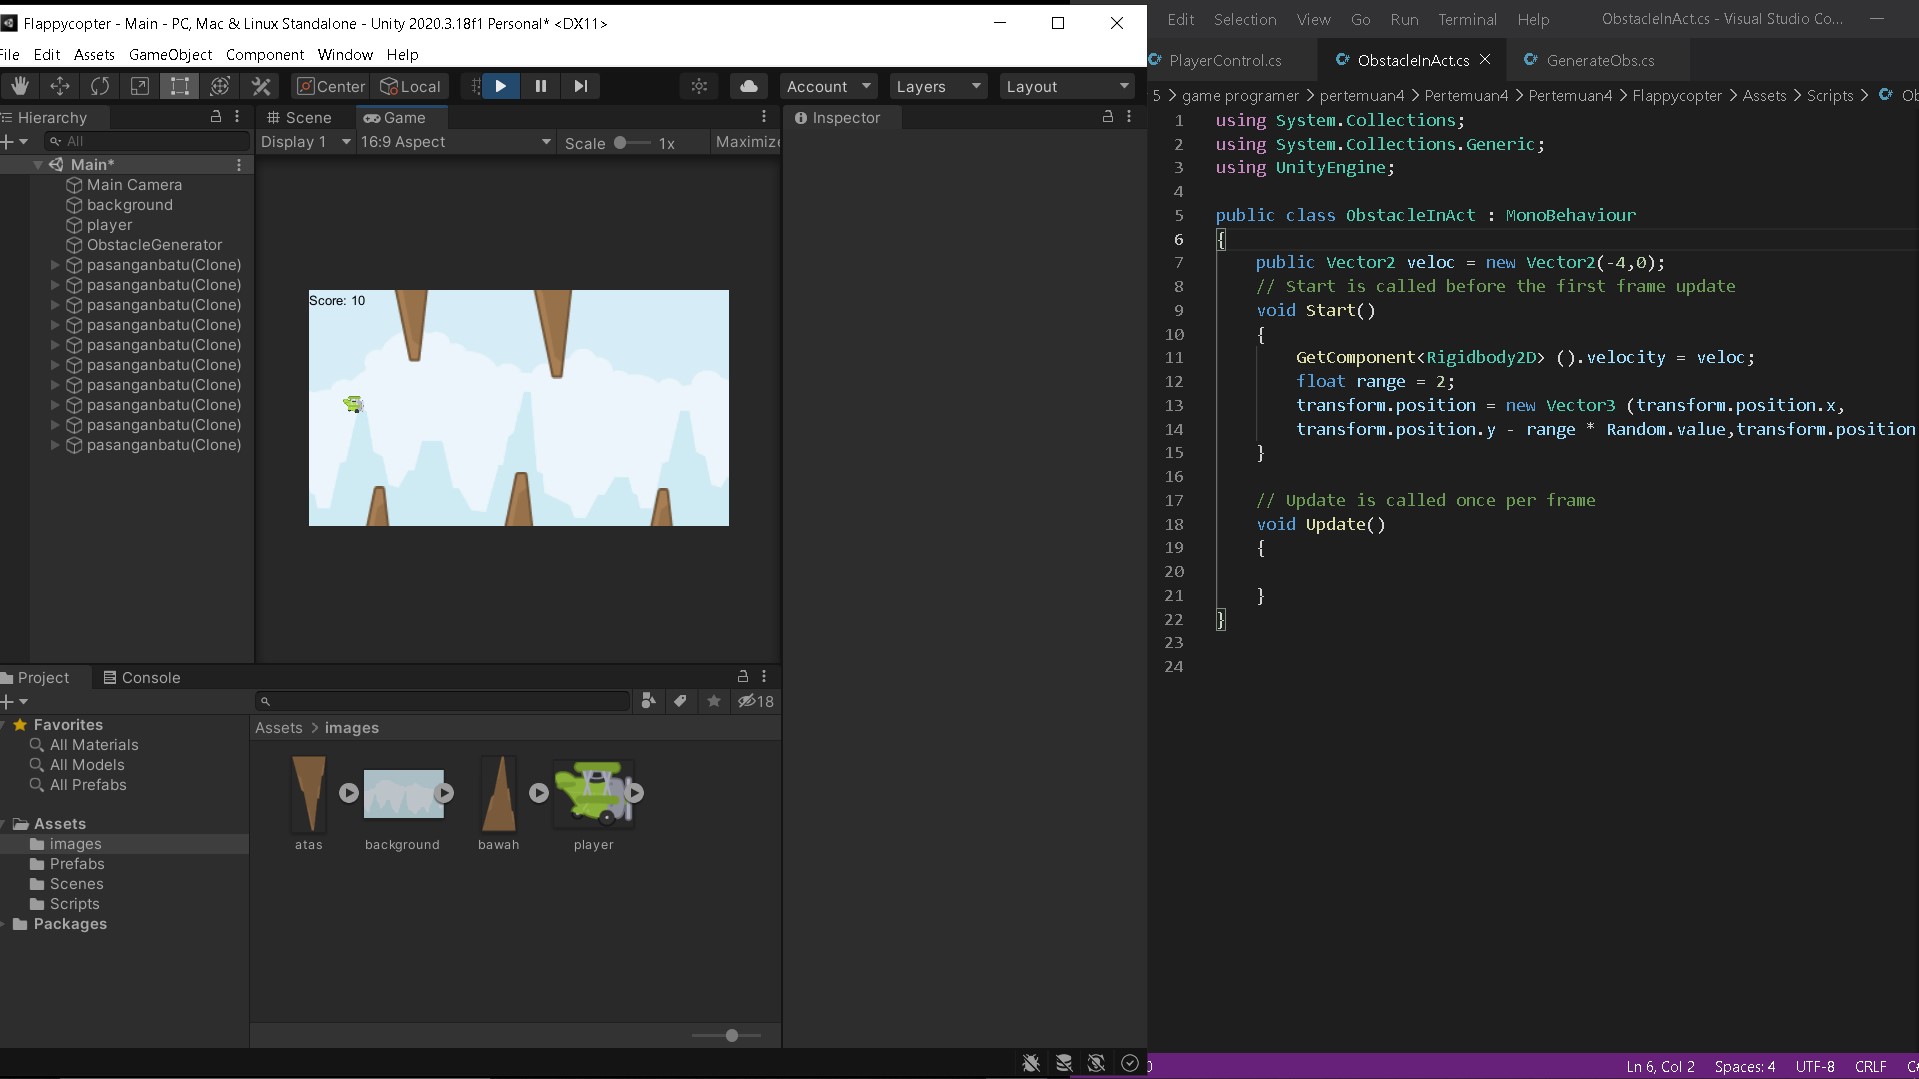 Flappycopter - Main - PC, Mac & Linux Standalone - Unity 2020.3.18f1 Personal* <DX11>
File Edit Assets GameObject Component Window Help
Center Local Account Layers Layout
Hierarchy
All
Main*
Main Camera
background
player
ObstacleGenerator
pasanganbatu(Clone)
pasanganbatu(Clone)
pasanganbatu(Clone)
pasanganbatu(Clone)
pasanganbatu(Clone)
pasanganbatu(Clone)
pasanganbatu(Clone)
pasanganbatu(Clone)
pasanganbatu(Clone)
pasanganbatu(Clone)
Scene Game
Display 1 16:9 Aspect Scale 1x Maximize
Score: 10
Inspector
Project Console
18
Favorites
All Materials
All Models
All Prefabs
Assets
images
Prefabs
Scenes
Scripts
Packages
Assets > images
atas background bawah player
Edit Selection View Go Run Terminal Help ObstacleInAct.cs - Visual Studio Co...
PlayerControl.cs ObstacleInAct.cs GenerateObs.cs
5 > game programer > pertemuan4 > Pertemuan4 > Pertemuan4 > Flappycopter > Assets > Scripts > Ob
1 using System.Collections;
2 using System.Collections.Generic;
3 using UnityEngine;
4
5 public class ObstacleInAct : MonoBehaviour
6 {
7 public Vector2 veloc = new Vector2(-4,0);
8 // Start is called before the first frame update
9 void Start()
10 {
11 GetComponent<Rigidbody2D> ().velocity = veloc;
12 float range = 2;
13 transform.position = new Vector3 (transform.position.x,
14 transform.position.y - range * Random.value,transform.position
15 }
16
17 // Update is called once per frame
18 void Update()
19 {
20
21 }
22 }
23
24
0 Ln 6, Col 2 Spaces: 4 UTF-8 CRLF C#